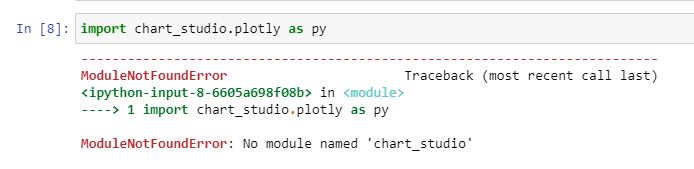 In [8]: import chart_studio.plotly as py
---------------------------------------------------------------------------
ModuleNotFoundError                       Traceback (most recent call last)
<ipython-input-8-6605a698f08b> in <module>
----> 1 import chart_studio.plotly as py
ModuleNotFoundError: No module named 'chart_studio'